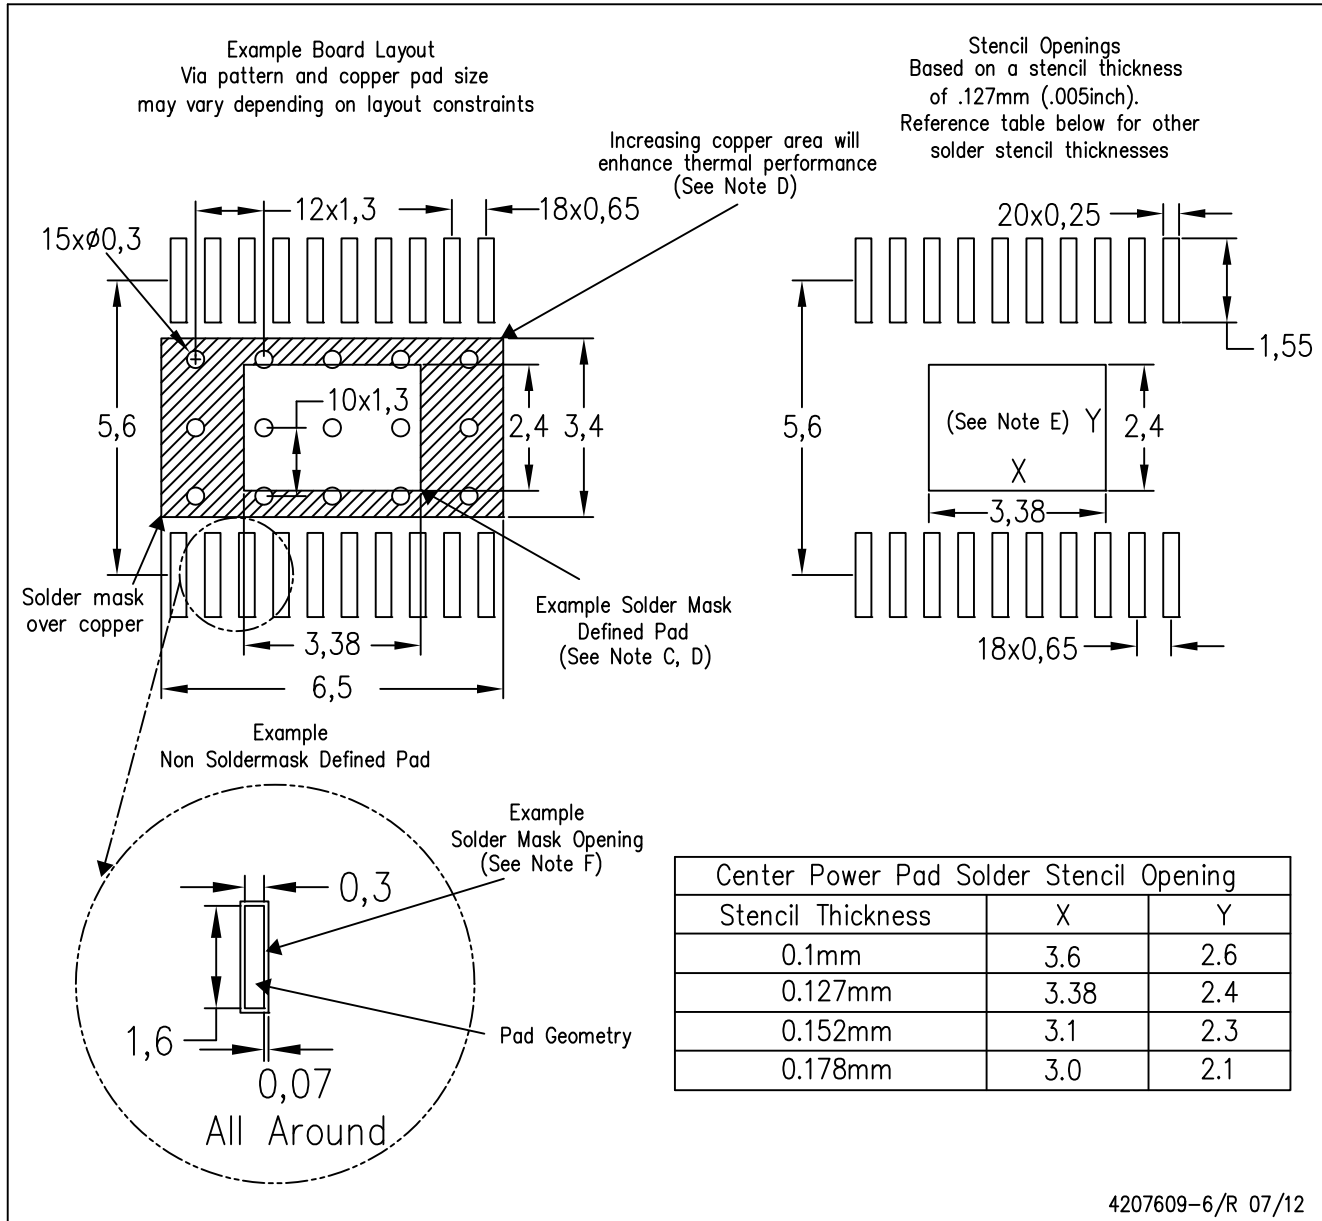 Example Board Layout
Via pattern and copper pad size
may vary depending on layout constraints
Stencil Openings
Based on a stencil thickness
of .127mm (.005inch).
Reference table below for other
solder stencil thicknesses
Increasing copper area will
enhance thermal performance
(See Note D)
12x1,3
18x0,65
15xø0,3
5,6
10x1,3
2,4
3,4
Solder mask
over copper
3,38
6,5
Example Solder Mask
Defined Pad
(See Note C, D)
20x0,25
1,55
5,6
(See Note E)
Y
X
2,4
3,38
18x0,65
Example
Non Soldermask Defined Pad
Example
Solder Mask Opening
(See Note F)
0,3
1,6
Pad Geometry
0,07
All Around
Center Power Pad Solder Stencil Opening
Stencil Thickness X Y
0.1mm 3.6 2.6
0.127mm 3.38 2.4
0.152mm 3.1 2.3
0.178mm 3.0 2.1
4207609-6/R 07/12